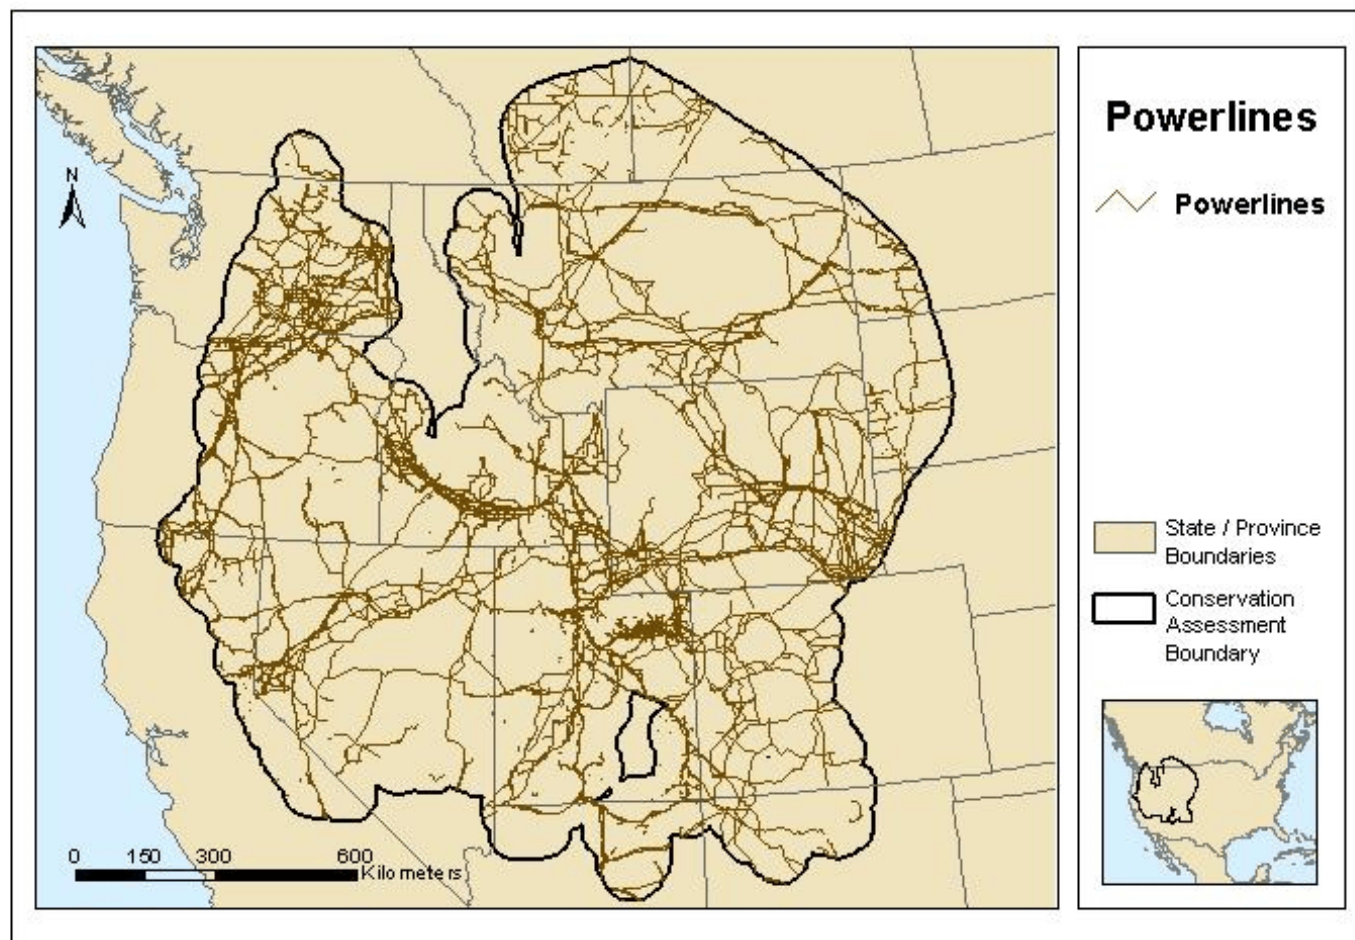 Powerlines
Powerlines
State / Province
Boundaries
Conservation
Assessment
Boundary
N
0 150 300 600
Kilometers